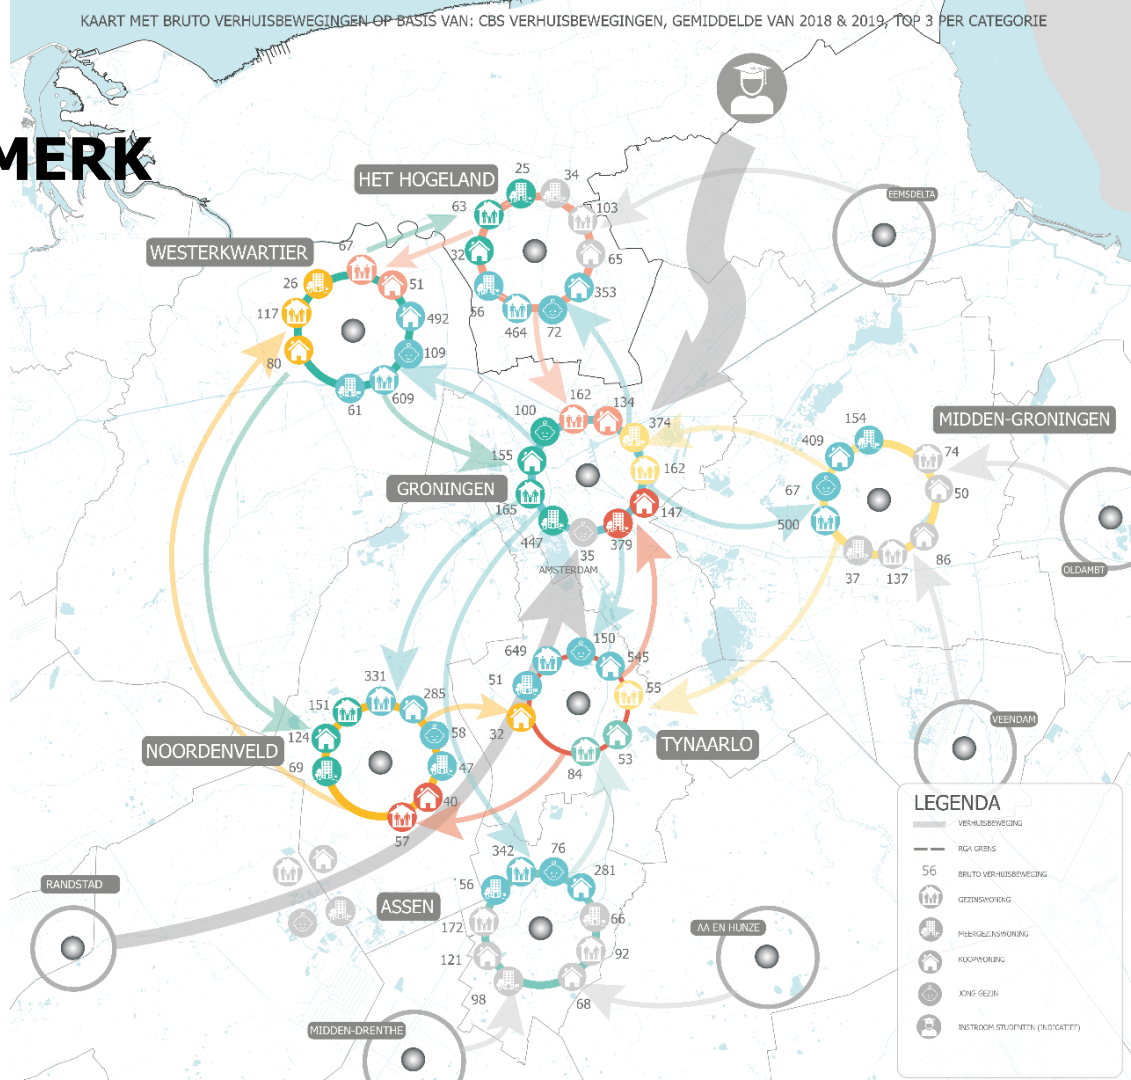 KAART MET BRUTO VERHUISBEWEGINGEN OP BASIS VAN: CBS VERHUISBEWEGINGEN, GEMIDDELDE VAN 2018 & 2019, TOP 3 PER CATEGORIE
MERK
HET HOGELAND
25
34
63
103
32
65
56
353
464
72
EEMSDELTA
WESTERKWARTIER
67
26
51
117
492
80
109
61
609
162
134
100
374
155
162
GRONINGEN
165
147
447
35
379
AMSTERDAM
MIDDEN-GRONINGEN
154
409
74
67
50
500
86
37
137
OLDAMBT
150
649
545
51
55
32
53
84
TYNAARLO
331
151
285
124
58
NOORDENVELD
69
47
40
57
VEENDAM
342
76
56
281
ASSEN
172
66
121
92
98
68
RANDSTAD
AA EN HUNZE
MIDDEN-DRENTHE
LEGENDA
VERHUISBEWEGING
RGA GRENS
56 BRUTO VERHUISBEWEGING
GEZINSWONING
MEERGEZINSWONING
KOOPWONING
JONG GEZIN
INSTROOM STUDENTEN (INDICATIEF)